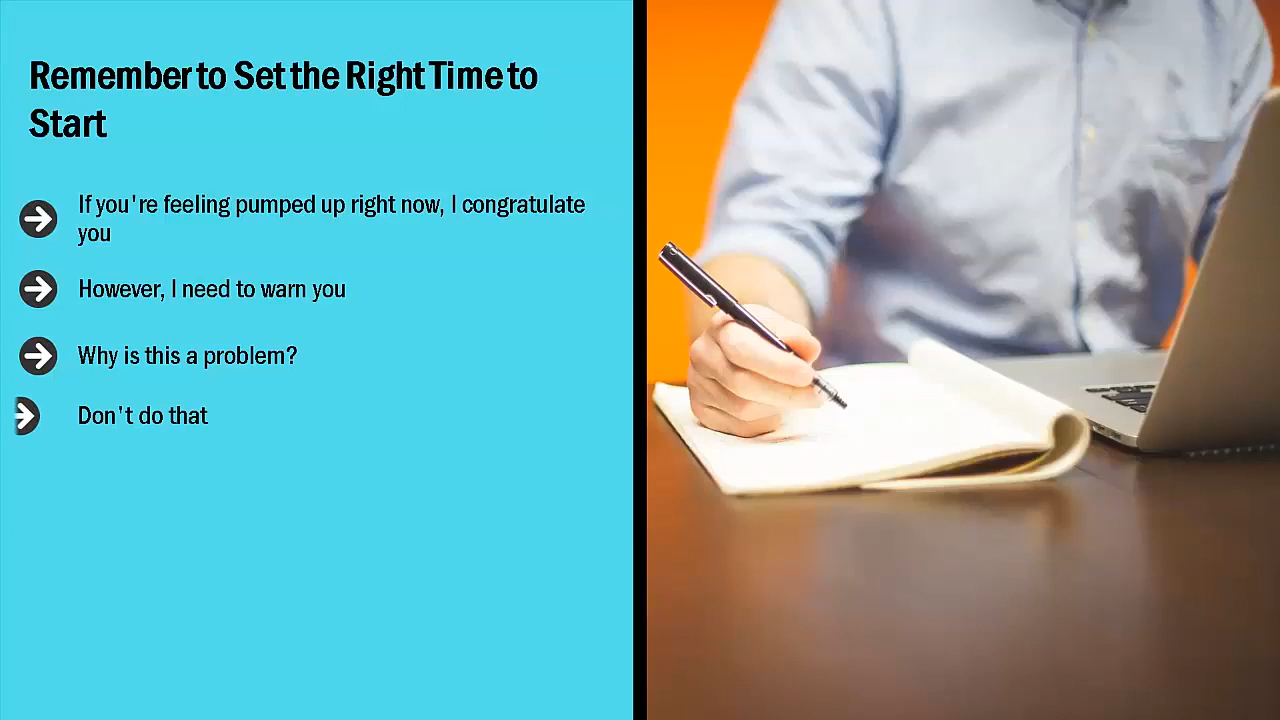 Remember to Set the Right Time to
Start
If you're feeling pumped up right now, I congratulate
you
However, I need to warn you
Why is this a problem?
Don't do that